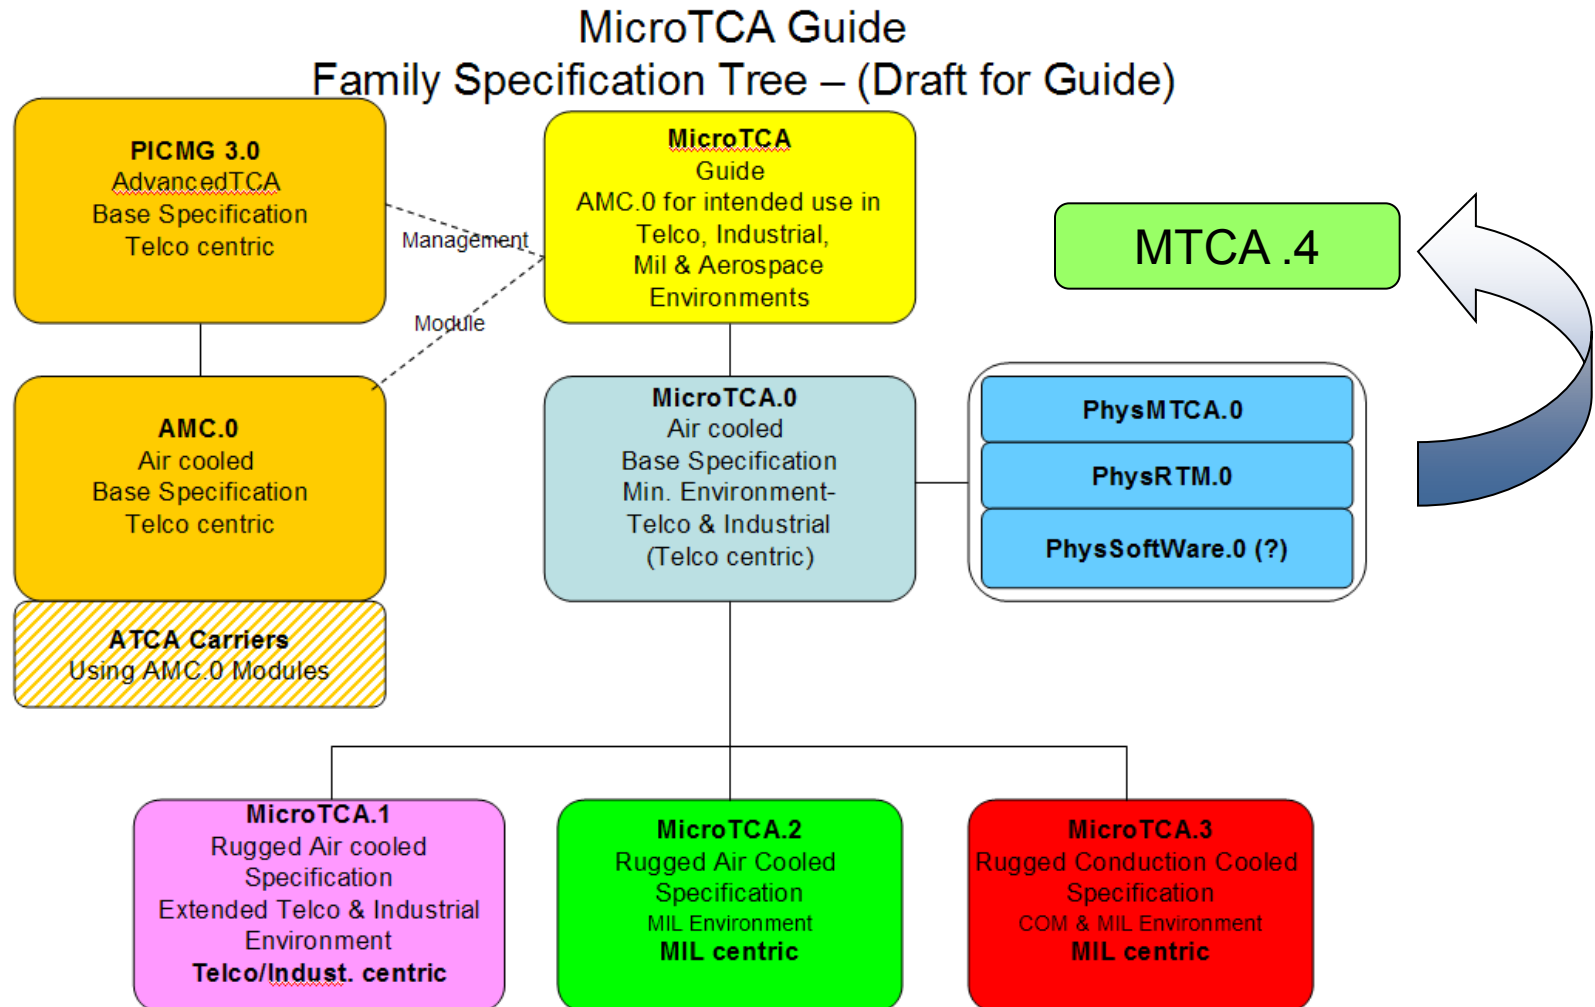 MicroTCA Guide
Family Specification Tree – (Draft for Guide)
PICMG 3.0
AdvancedTCA
Base Specification
Telco centric
Management
Module
MicroTCA
Guide
AMC.0 for intended use in
Telco, Industrial,
Mil & Aerospace
Environments
MTCA .4
AMC.0
Air cooled
Base Specification
Telco centric
ATCA Carriers
Using AMC.0 Modules
MicroTCA.0
Air cooled
Base Specification
Min. Environment-
Telco & Industrial
(Telco centric)
PhysMTCA.0
PhysRTM.0
PhysSoftWare.0 (?)
MicroTCA.1
Rugged Air cooled
Specification
Extended Telco & Industrial
Environment
Telco/Indust. centric
MicroTCA.2
Rugged Air Cooled
Specification
MIL Environment
MIL centric
MicroTCA.3
Rugged Conduction Cooled
Specification
COM & MIL Environment
MIL centric